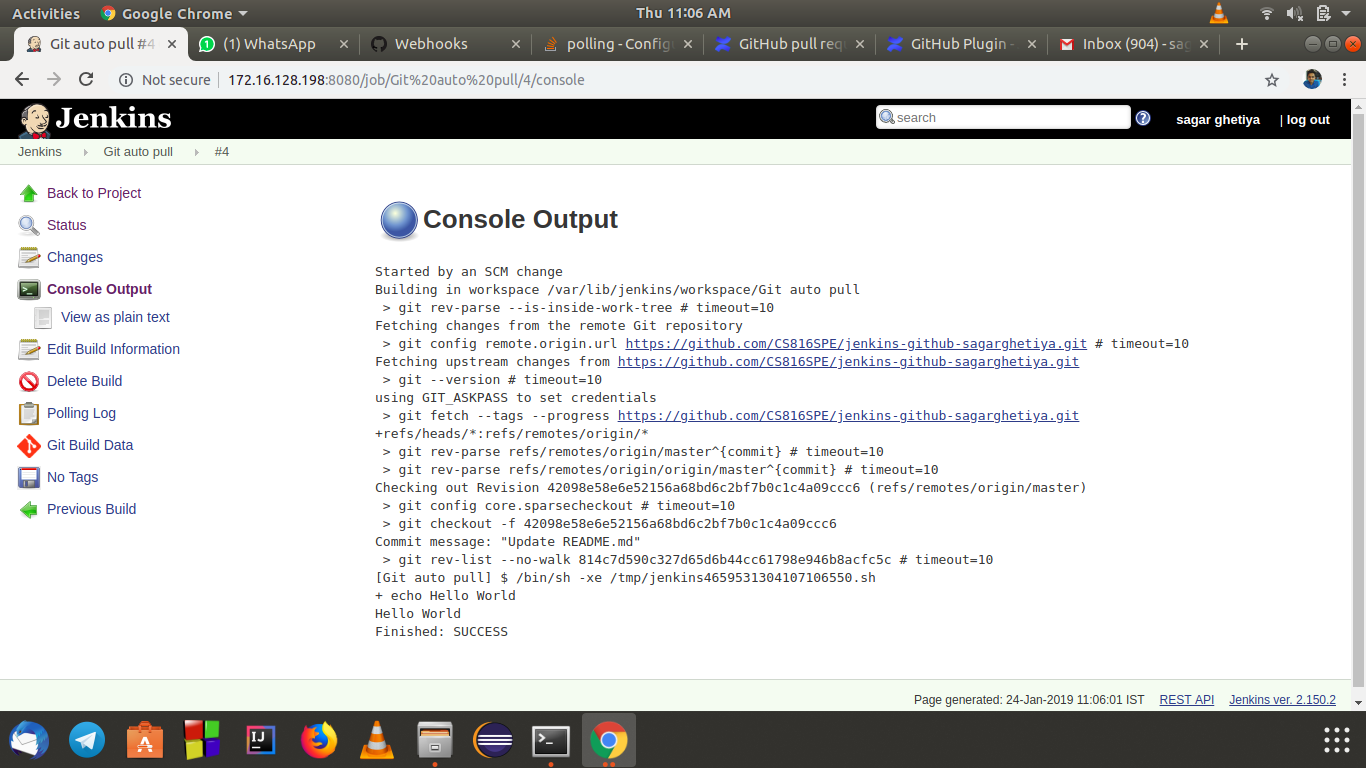 Activities Google Chrome Thu 11:06 AM
Git auto pull #4 (1) WhatsApp Webhooks polling - Config GitHub pull requ GitHub Plugin - Inbox (904) - sag
Not secure 172.16.128.198:8080/job/Git%20auto%20pull/4/console
Jenkins search sagar ghetiya | log out
Jenkins Git auto pull #4
Back to Project
Status
Changes
Console Output
View as plain text
Edit Build Information
Delete Build
Polling Log
Git Build Data
No Tags
Previous Build
Console Output
Started by an SCM change
Building in workspace /var/lib/jenkins/workspace/Git auto pull
> git rev-parse --is-inside-work-tree # timeout=10
Fetching changes from the remote Git repository
> git config remote.origin.url https://github.com/CS816SPE/jenkins-github-sagarghetiya.git # timeout=10
Fetching upstream changes from https://github.com/CS816SPE/jenkins-github-sagarghetiya.git
> git --version # timeout=10
using GIT_ASKPASS to set credentials
> git fetch --tags --progress https://github.com/CS816SPE/jenkins-github-sagarghetiya.git
+refs/heads/*:refs/remotes/origin/*
> git rev-parse refs/remotes/origin/master^{commit} # timeout=10
> git rev-parse refs/remotes/origin/origin/master^{commit} # timeout=10
Checking out Revision 42098e58e6e52156a68bd6c2bf7b0c1c4a09ccc6 (refs/remotes/origin/master)
> git config core.sparsecheckout # timeout=10
> git checkout -f 42098e58e6e52156a68bd6c2bf7b0c1c4a09ccc6
Commit message: "Update README.md"
> git rev-list --no-walk 814c7d590c327d65d6b44cc61798e946b8acfc5c # timeout=10
[Git auto pull] $ /bin/sh -xe /tmp/jenkins4659531304107106550.sh
+ echo Hello World
Hello World
Finished: SUCCESS
Page generated: 24-Jan-2019 11:06:01 IST REST API Jenkins ver. 2.150.2